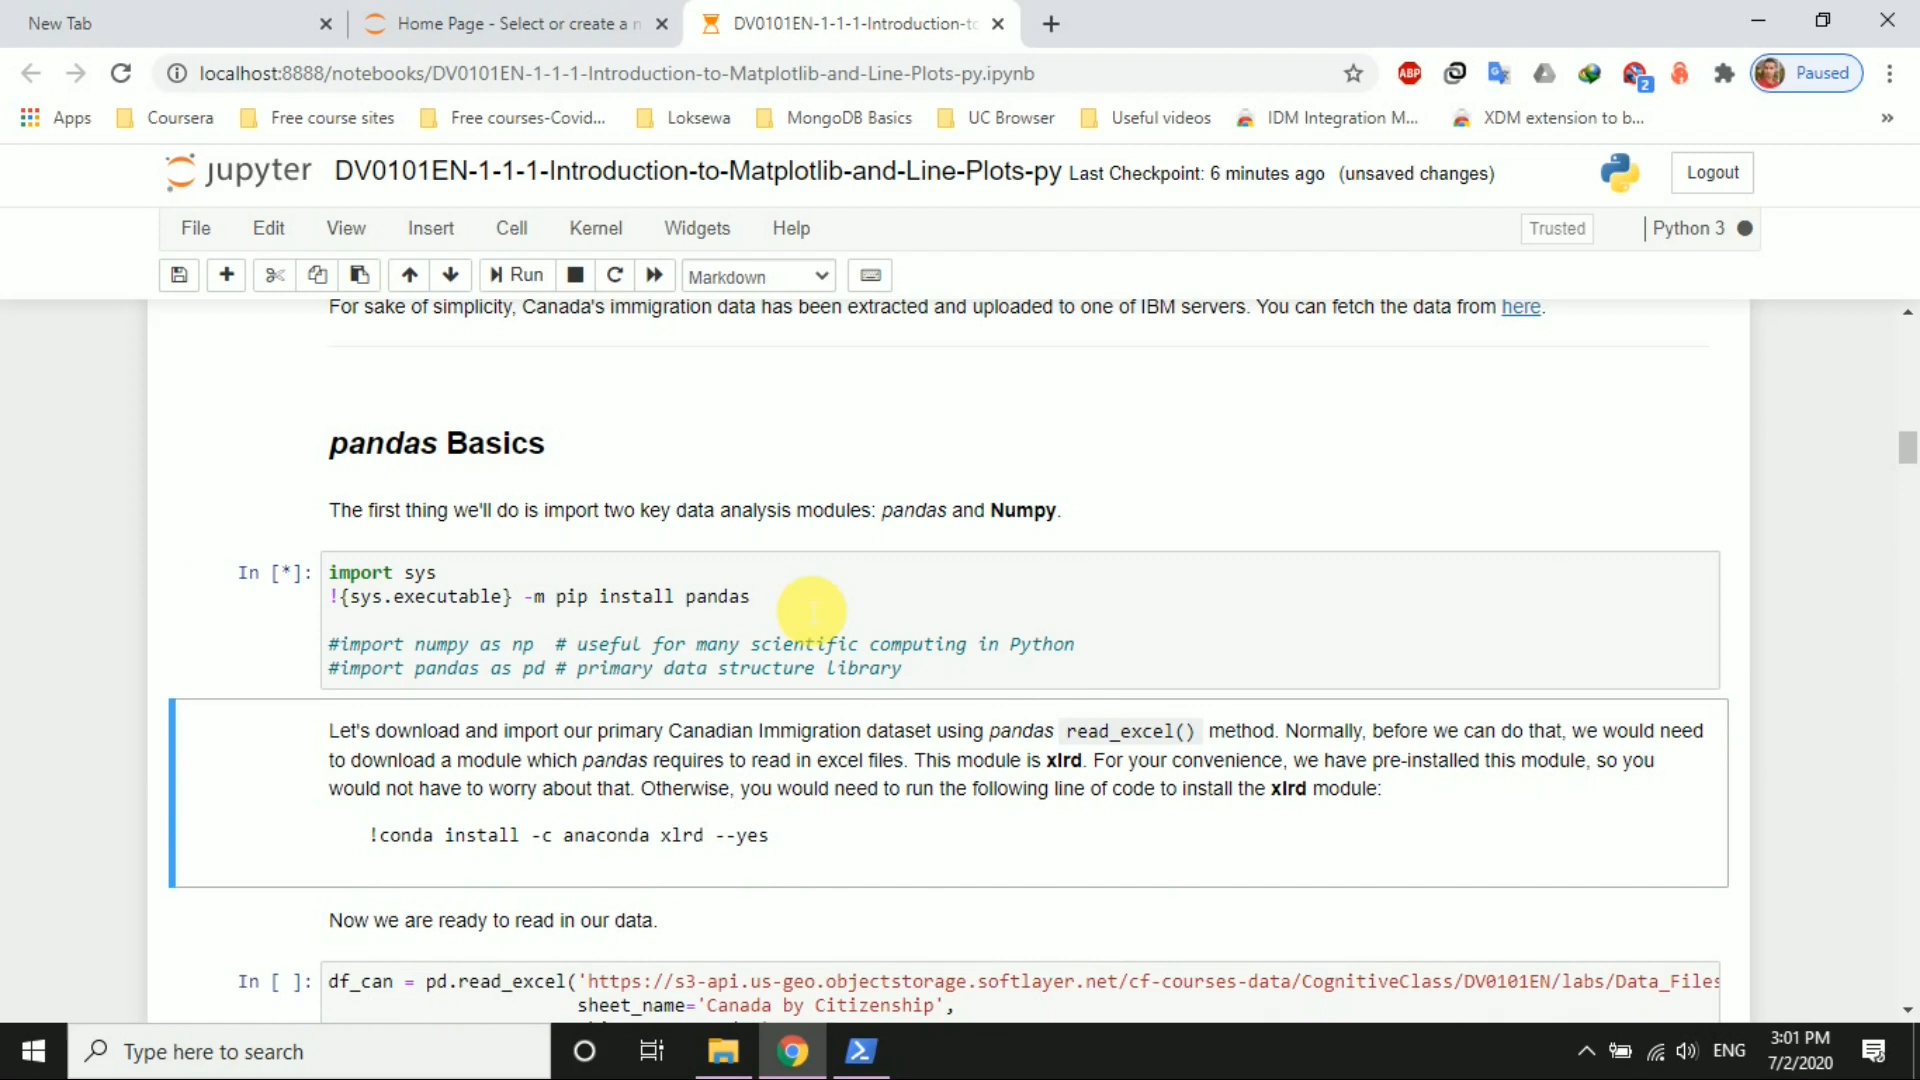 New Tab
Home Page - Select or create a n
DV0101EN-1-1-1-Introduction-to
localhost:8888/notebooks/DV0101EN-1-1-1-Introduction-to-Matplotlib-and-Line-Plots-py.ipynb
ABP
2
Paused
Apps
Coursera
Free course sites
Free courses-Covid...
Loksewa
MongoDB Basics
UC Browser
Useful videos
IDM Integration M...
XDM extension to b...
»
jupyter DV0101EN-1-1-1-Introduction-to-Matplotlib-and-Line-Plots-py Last Checkpoint: 6 minutes ago (unsaved changes)
Logout
File Edit View Insert Cell Kernel Widgets Help
Trusted
Python 3
Run
Markdown
For sake of simplicity, Canada's immigration data has been extracted and uploaded to one of IBM servers. You can fetch the data from here.
pandas Basics
The first thing we'll do is import two key data analysis modules: pandas and Numpy.
In [*]: import sys
!{sys.executable} -m pip install pandas
#import numpy as np # useful for many scientific computing in Python
#import pandas as pd # primary data structure library
Let's download and import our primary Canadian Immigration dataset using pandas read_excel() method. Normally, before we can do that, we would need
to download a module which pandas requires to read in excel files. This module is xlrd. For your convenience, we have pre-installed this module, so you
would not have to worry about that. Otherwise, you would need to run the following line of code to install the xlrd module:
!conda install -c anaconda xlrd --yes
Now we are ready to read in our data.
In [ ]: df_can = pd.read_excel('https://s3-api.us-geo.objectstorage.softlayer.net/cf-courses-data/CognitiveClass/DV0101EN/labs/Data_Files
sheet_name='Canada by Citizenship',
Type here to search
ENG
3:01 PM
7/2/2020